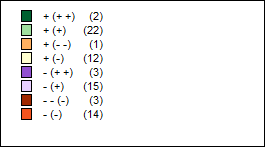 + (+ +) (2)
+ (+) (22)
+ (- -) (1)
+ (-) (12)
- (+ +) (3)
- (+) (15)
- - (-) (3)
- (-) (14)